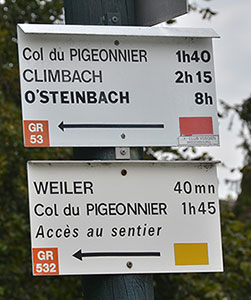 Col du PIGEONNIER 1h40
CLIMBACH 2h15
O'STEINBACH 8h
GR
53
WEILER 40mn
Col du PIGEONNIER 1h45
Accès au sentier
GR
532